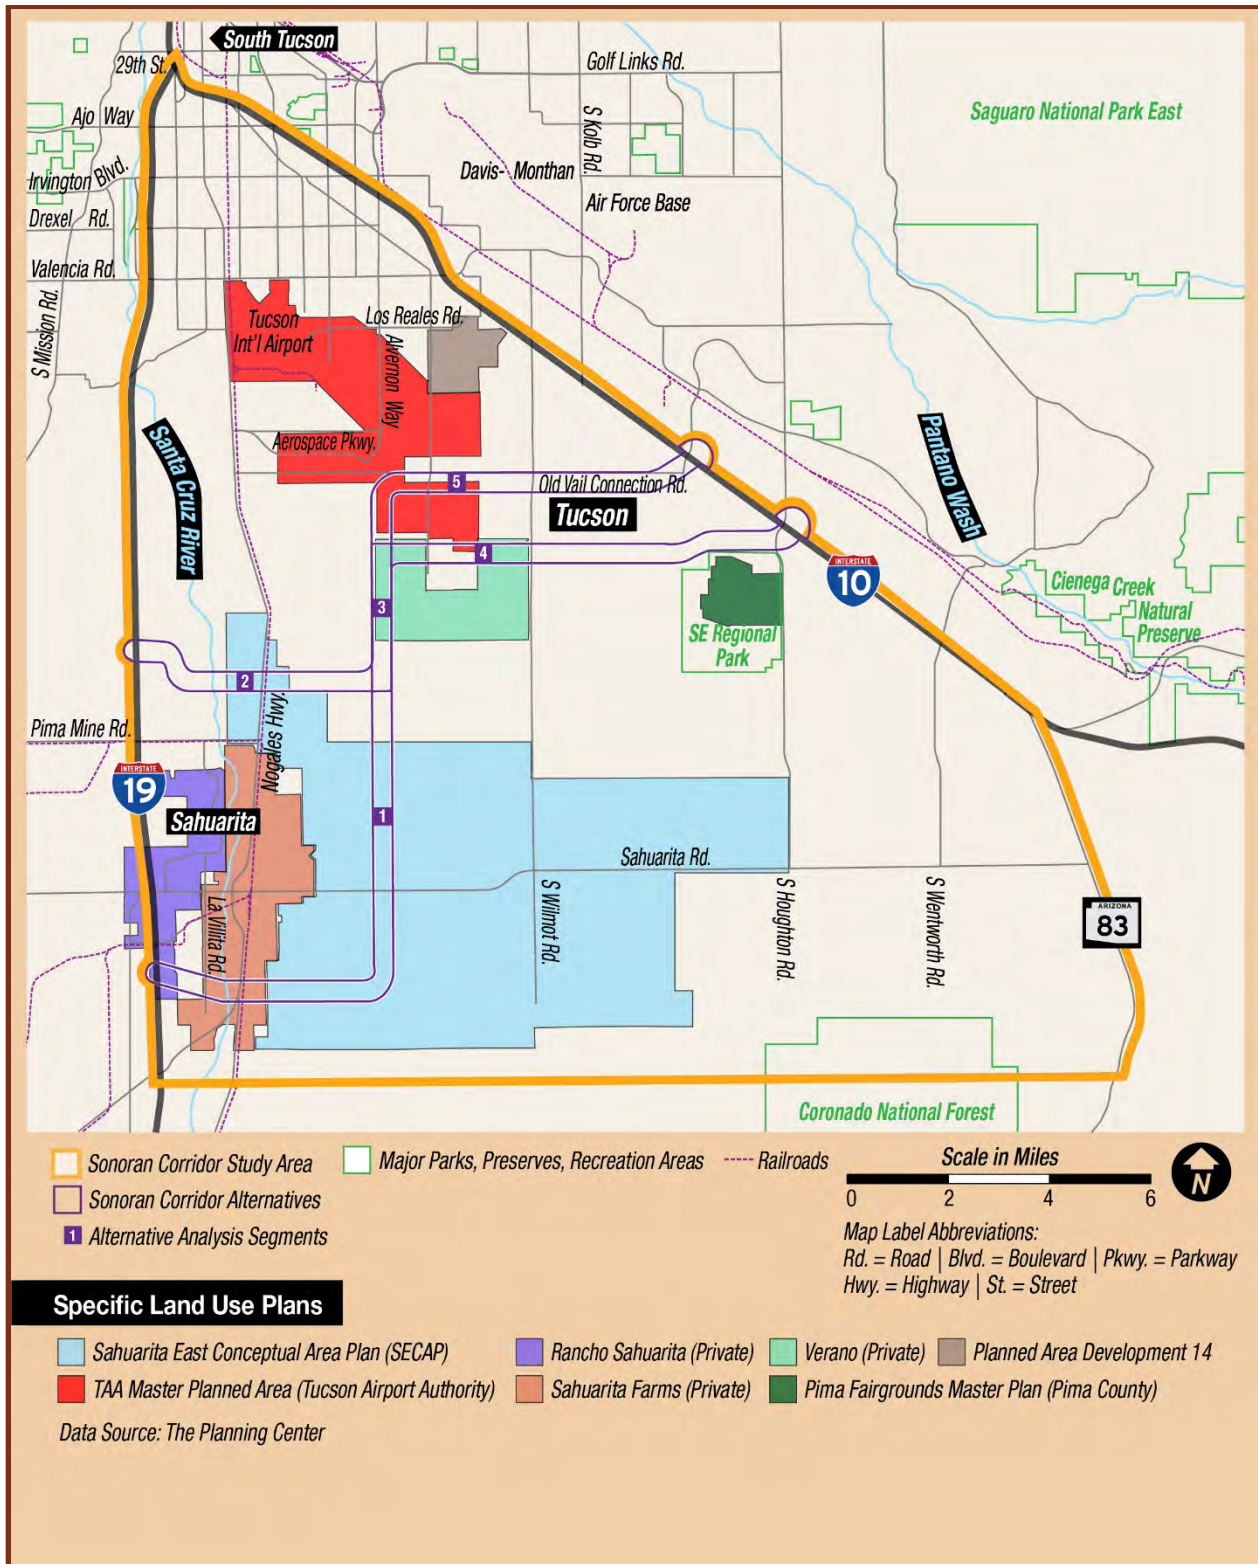 South Tucson
29th St.
Golf Links Rd.
Ajo Way
S Kolb Rd.
Saguaro National Park East
Irvington Blvd.
Davis- Monthan
Air Force Base
Drexel Rd.
Valencia Rd.
S Mission Rd.
Tucson
Int'l Airport
Los Reales Rd.
Alvernon Way
Santa Cruz River
Aerospace Pkwy.
Pantano Wash
5
Old Vail Connection Rd.
Tucson
4
INTERSTATE
10
Cienega Creek
Natural
Preserve
3
SE Regional
Park
2
Nogales Hwy.
Pima Mine Rd.
INTERSTATE
19
Sahuarita
1
Sahuarita Rd.
La Villita Rd.
S Wilmot Rd.
S Houghton Rd.
S Wentworth Rd.
ARIZONA
83
Coronado National Forest
Sonoran Corridor Study Area
Major Parks, Preserves, Recreation Areas
Railroads
Scale in Miles
N
0 2 4 6
Sonoran Corridor Alternatives
1 Alternative Analysis Segments
Map Label Abbreviations:
Rd. = Road | Blvd. = Boulevard | Pkwy. = Parkway
Hwy. = Highway | St. = Street
Specific Land Use Plans
Sahuarita East Conceptual Area Plan (SECAP)
Rancho Sahuarita (Private)
Verano (Private)
Planned Area Development 14
TAA Master Planned Area (Tucson Airport Authority)
Sahuarita Farms (Private)
Pima Fairgrounds Master Plan (Pima County)
Data Source: The Planning Center